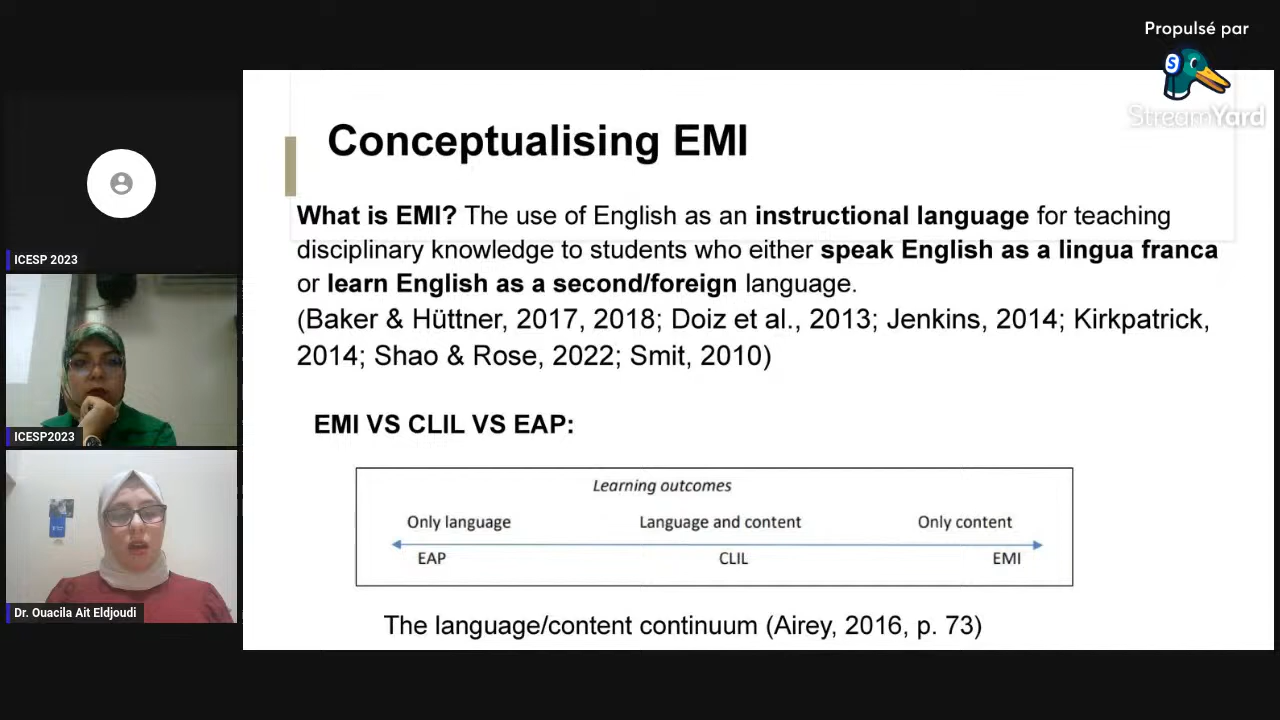 Propulsé par
StreamYard
Conceptualising EMI
What is EMI? The use of English as an instructional language for teaching
disciplinary knowledge to students who either speak English as a lingua franca
or learn English as a second/foreign language.
(Baker & Hüttner, 2017, 2018; Doiz et al., 2013; Jenkins, 2014; Kirkpatrick,
2014; Shao & Rose, 2022; Smit, 2010)
EMI VS CLIL VS EAP:
Learning outcomes
Only language Language and content Only content
EAP CLIL EMI
The language/content continuum (Airey, 2016, p. 73)
ICESP 2023
ICESP2023
Dr. Ouacila Ait Eldjoudi